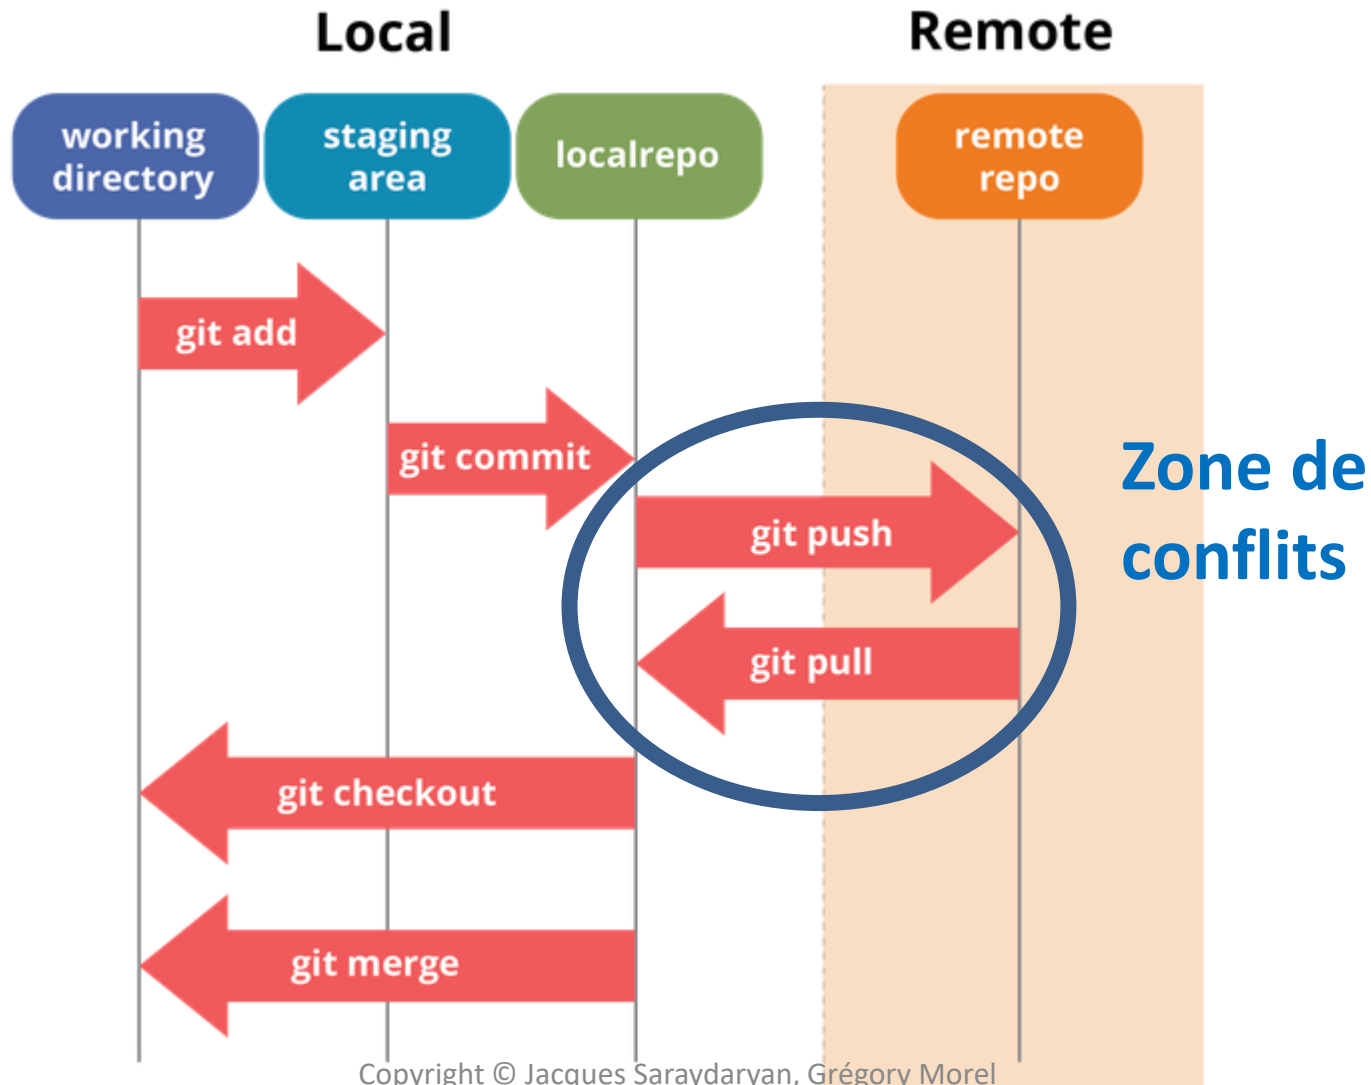 Local
Remote
working
directory
staging
area
localrepo
remote
repo
git add
git commit
git push
Zone de
conflits
git pull
git checkout
git merge
Copyright © Jacques Saraydaryan, Grégory Morel